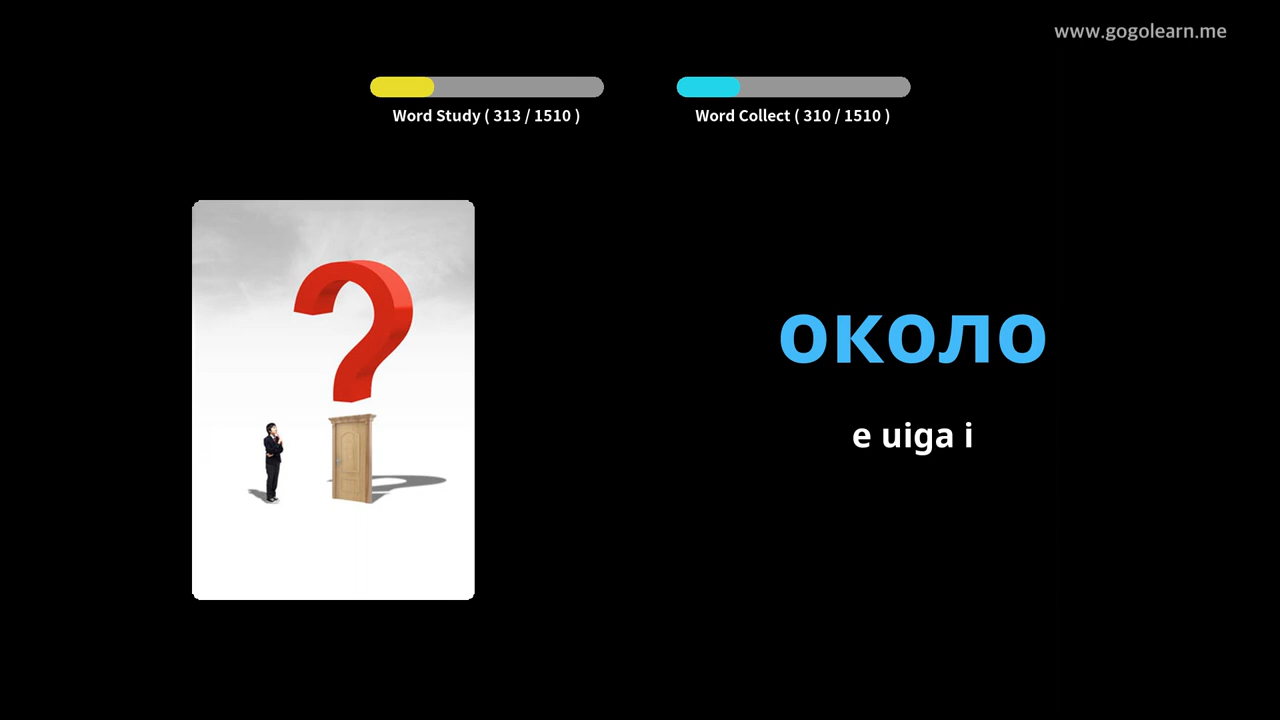 www.gogolearn.me
Word Study ( 313 / 1510 )
Word Collect ( 310 / 1510 )
около
e uiga i